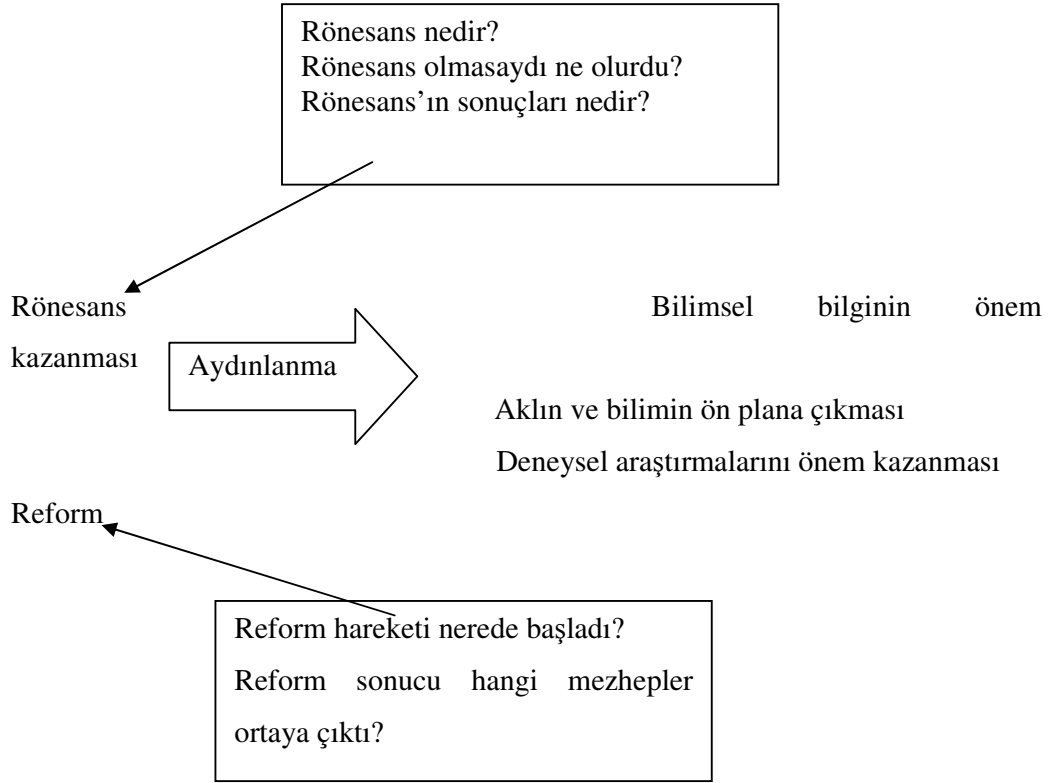 Rönesans nedir?
Rönesans olmasaydı ne olurdu?
Rönesans’ın sonuçları nedir?
Rönesans Bilimsel bilginin önem
kazanması
Aydınlanma
Aklın ve bilimin ön plana çıkması
Deneysel araştırmalarını önem kazanması
Reform
Reform hareketi nerede başladı?
Reform sonucu hangi mezhepler
ortaya çıktı?